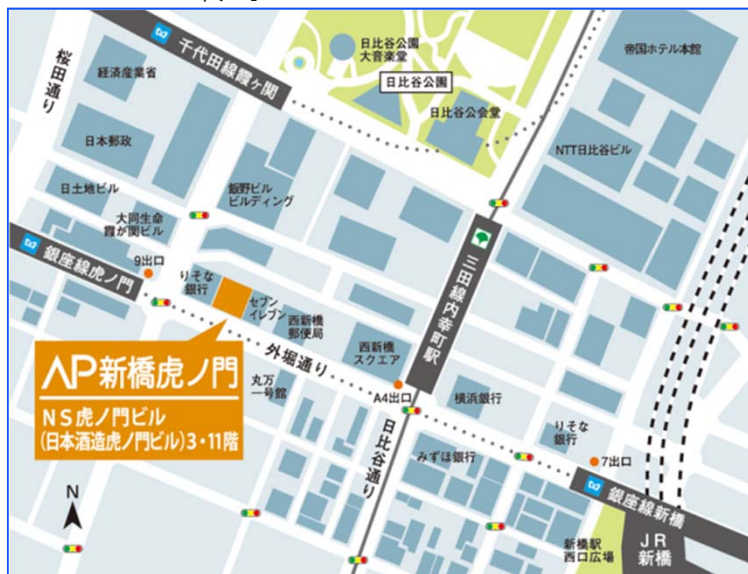 千代田線霞ヶ関
桜田通り
経済産業省
日本郵政
日土地ビル
大同生命
霞が関ビル
飯野ビル
ビルディング
日比谷公園
大音楽堂
日比谷公園
日比谷公会堂
帝国ホテル本館
NTT日比谷ビル
銀座線虎ノ門
9出口
りそな
銀行
セブン
イレブン
西新橋
郵便局
外堀通り
西新橋
スクエア
三田線内幸町駅
AP新橋虎ノ門
NS虎ノ門ビル
(日本酒造虎ノ門ビル)3・11階
丸万
一号館
A4出口
横浜銀行
日比谷通り
みずほ銀行
りそな
銀行
7出口
銀座線新橋
新橋駅
西口広場
JR
新橋
N